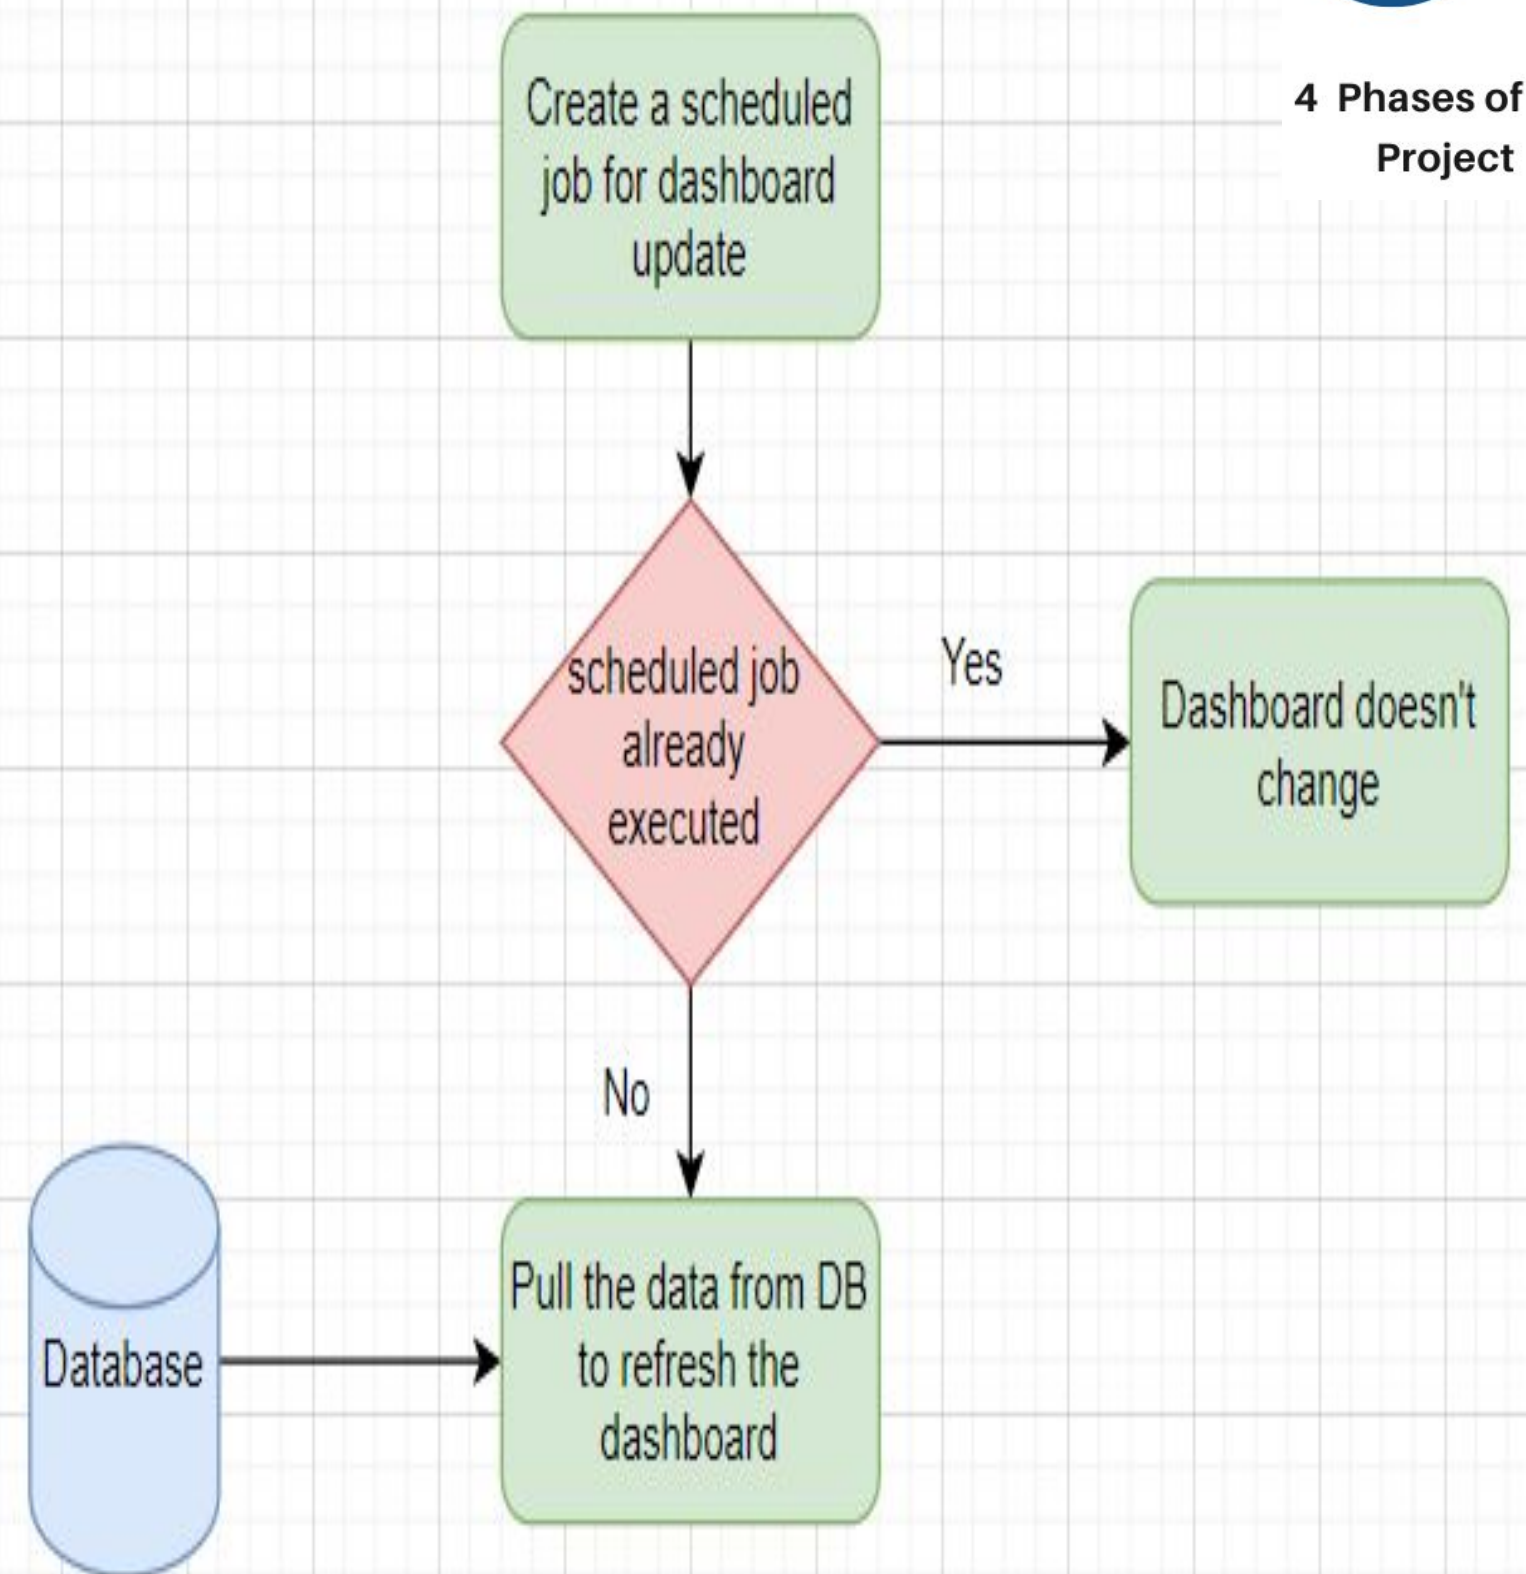 Create a scheduled
job for dashboard
update
4 Phases of
Project
scheduled job
already
executed
Yes
Dashboard doesn't
change
No
Database
Pull the data from DB
to refresh the
dashboard